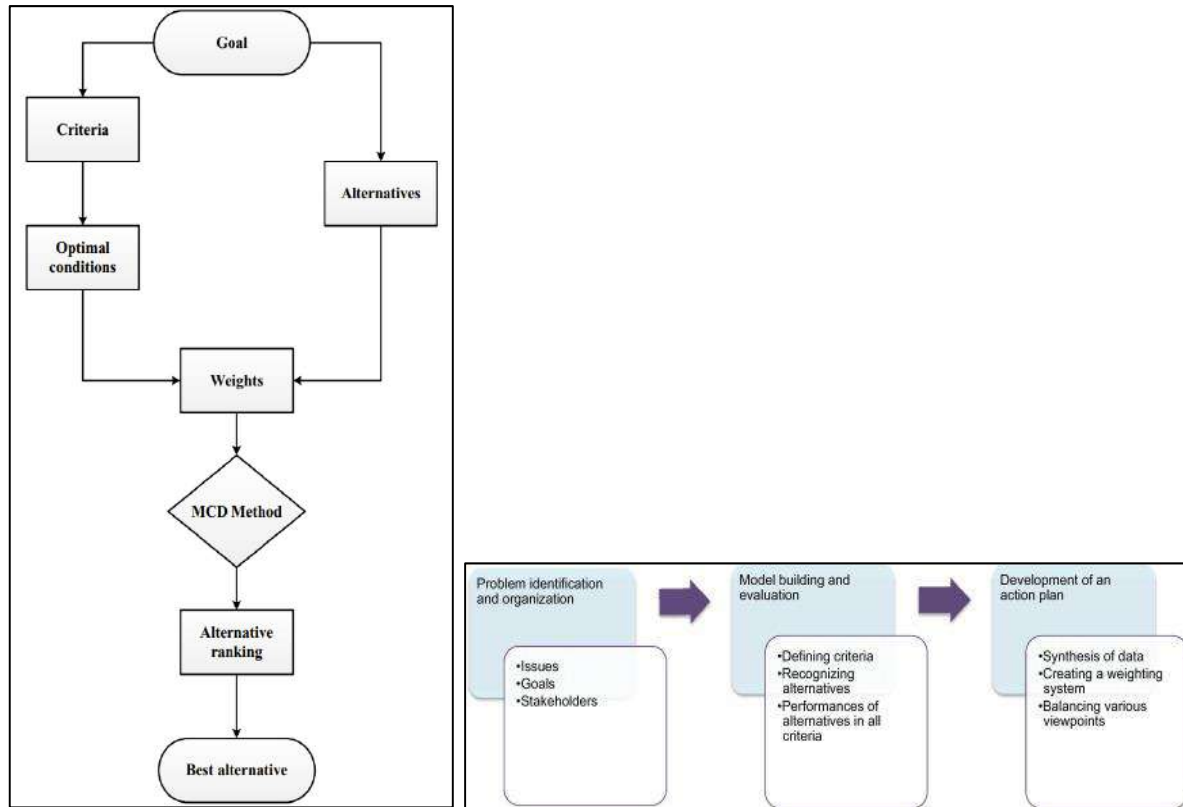 Goal
Criteria
Alternatives
Optimal
conditions
Weights
MCD Method
Alternative
ranking
Best alternative
Problem identification
and organization
•Issues
•Goals
•Stakeholders
Model building and
evaluation
•Defining criteria
•Recognizing
alternatives
•Performances of
alternatives in all
criteria
Development of an
action plan
•Synthesis of data
•Creating a weighting
system
•Balancing various
viewpoints